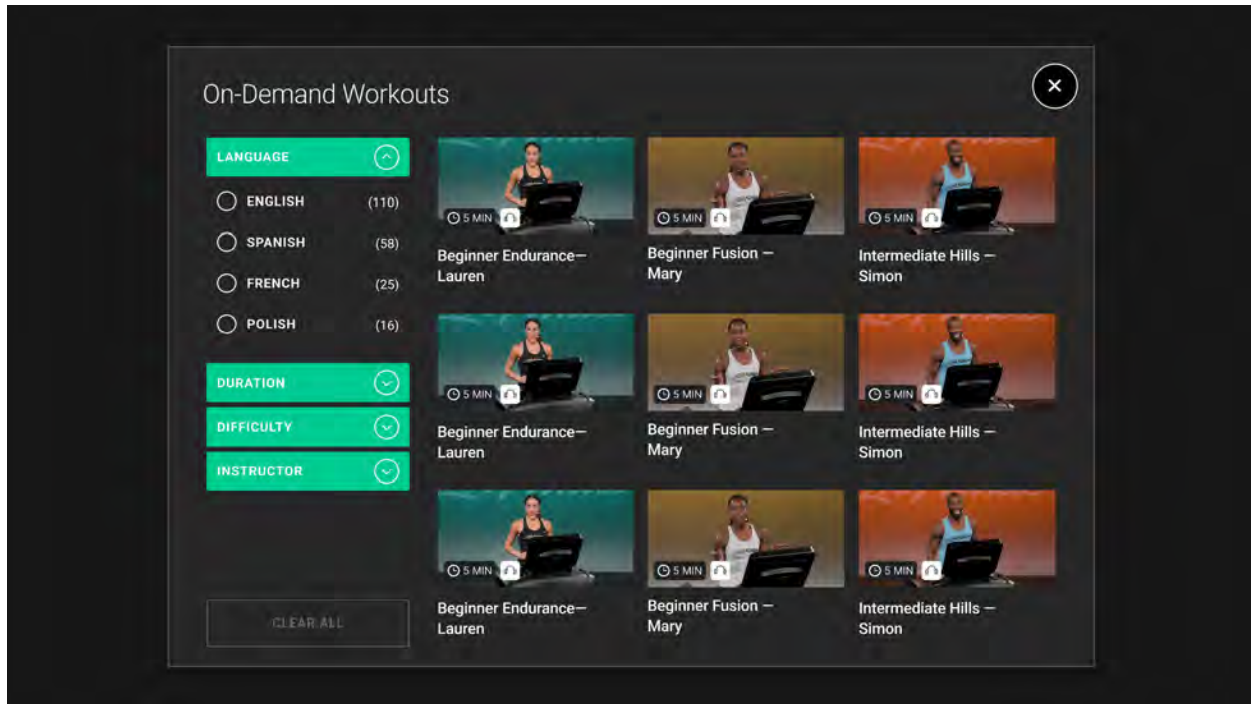 On-Demand Workouts
LANGUAGE
ENGLISH (110)
SPANISH (58)
FRENCH (25)
POLISH (16)
DURATION
DIFFICULTY
INSTRUCTOR
CLEAR ALL
5 MIN
Beginner Endurance—
Lauren
5 MIN
Beginner Fusion —
Mary
5 MIN
Intermediate Hills —
Simon
5 MIN
Beginner Endurance—
Lauren
5 MIN
Beginner Fusion —
Mary
5 MIN
Intermediate Hills —
Simon
5 MIN
Beginner Endurance—
Lauren
5 MIN
Beginner Fusion —
Mary
5 MIN
Intermediate Hills —
Simon